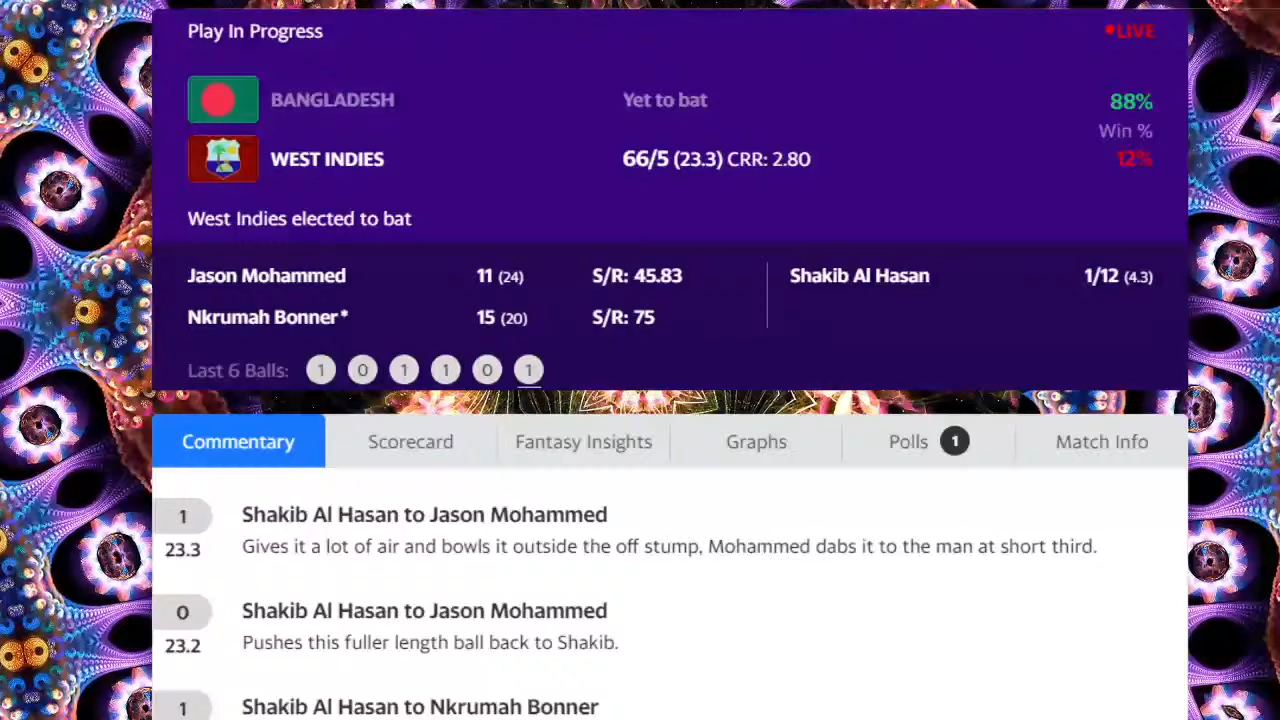 Play In Progress
LIVE
BANGLADESH Yet to bat 88%
Win %
WEST INDIES 66/5 (23.3) CRR: 2.80 12%
West Indies elected to bat
Jason Mohammed 11 (24) S/R: 45.83 Shakib Al Hasan 1/12 (4.3)
Nkrumah Bonner* 15 (20) S/R: 75
Last 6 Balls: 1 0 1 1 0 1
Commentary Scorecard Fantasy Insights Graphs Polls 1 Match Info
1 Shakib Al Hasan to Jason Mohammed
23.3 Gives it a lot of air and bowls it outside the off stump, Mohammed dabs it to the man at short third.
0 Shakib Al Hasan to Jason Mohammed
23.2 Pushes this fuller length ball back to Shakib.
1 Shakib Al Hasan to Nkrumah Bonner